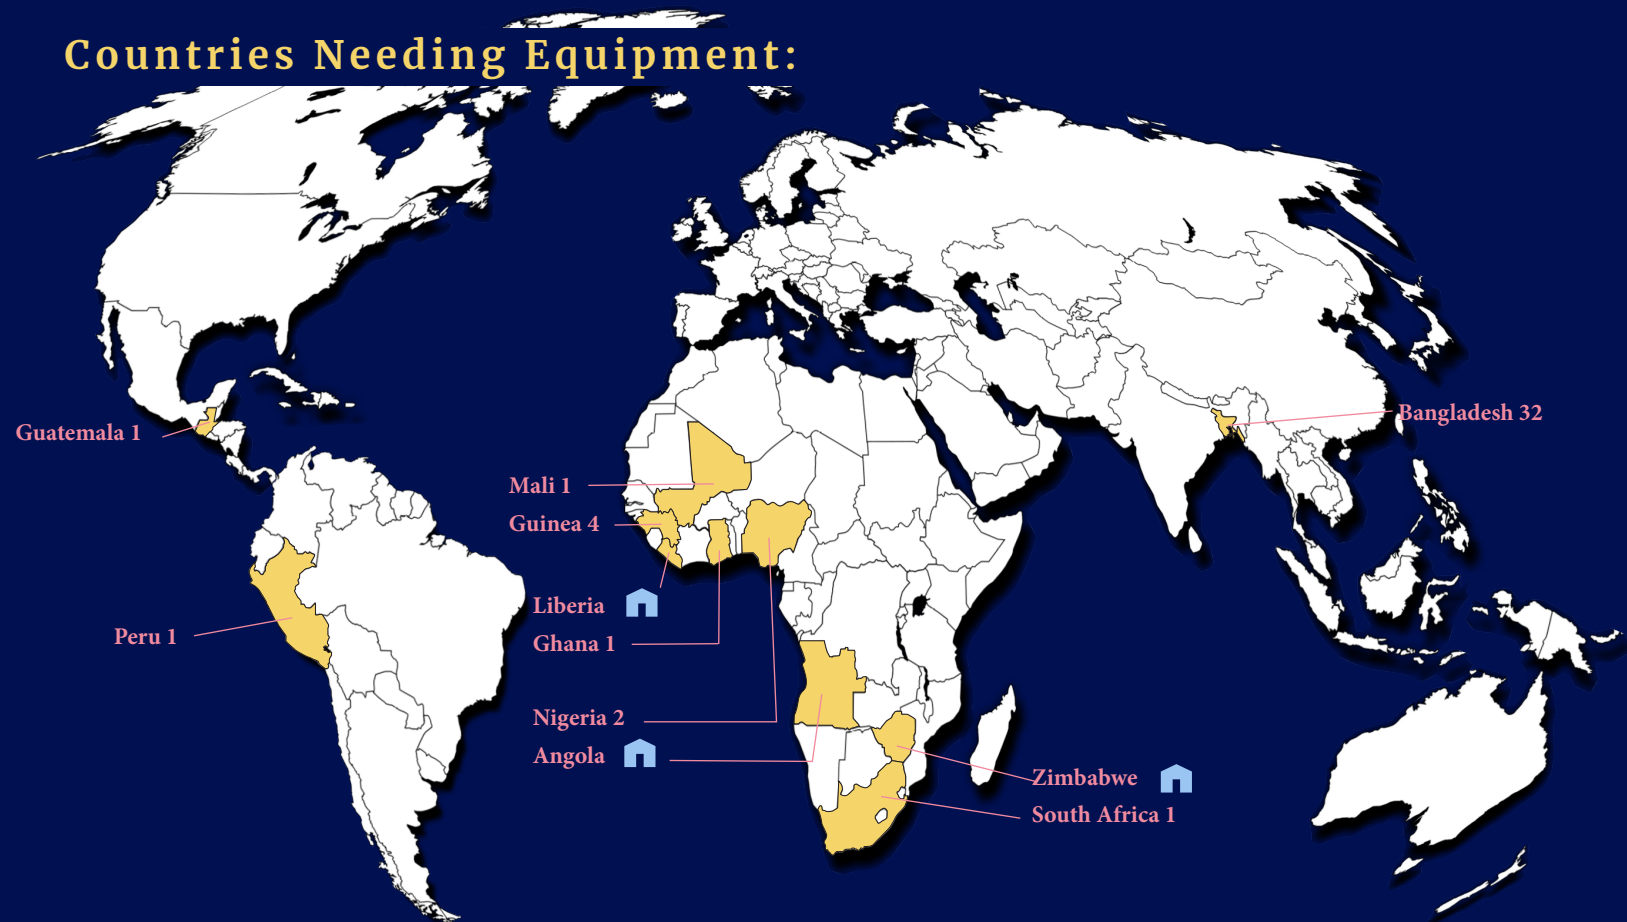 Countries Needing Equipment:
Guatemala 1
Bangladesh 32
Mali 1
Guinea 4
Liberia
Ghana 1
Peru 1
Nigeria 2
Angola
Zimbabwe
South Africa 1